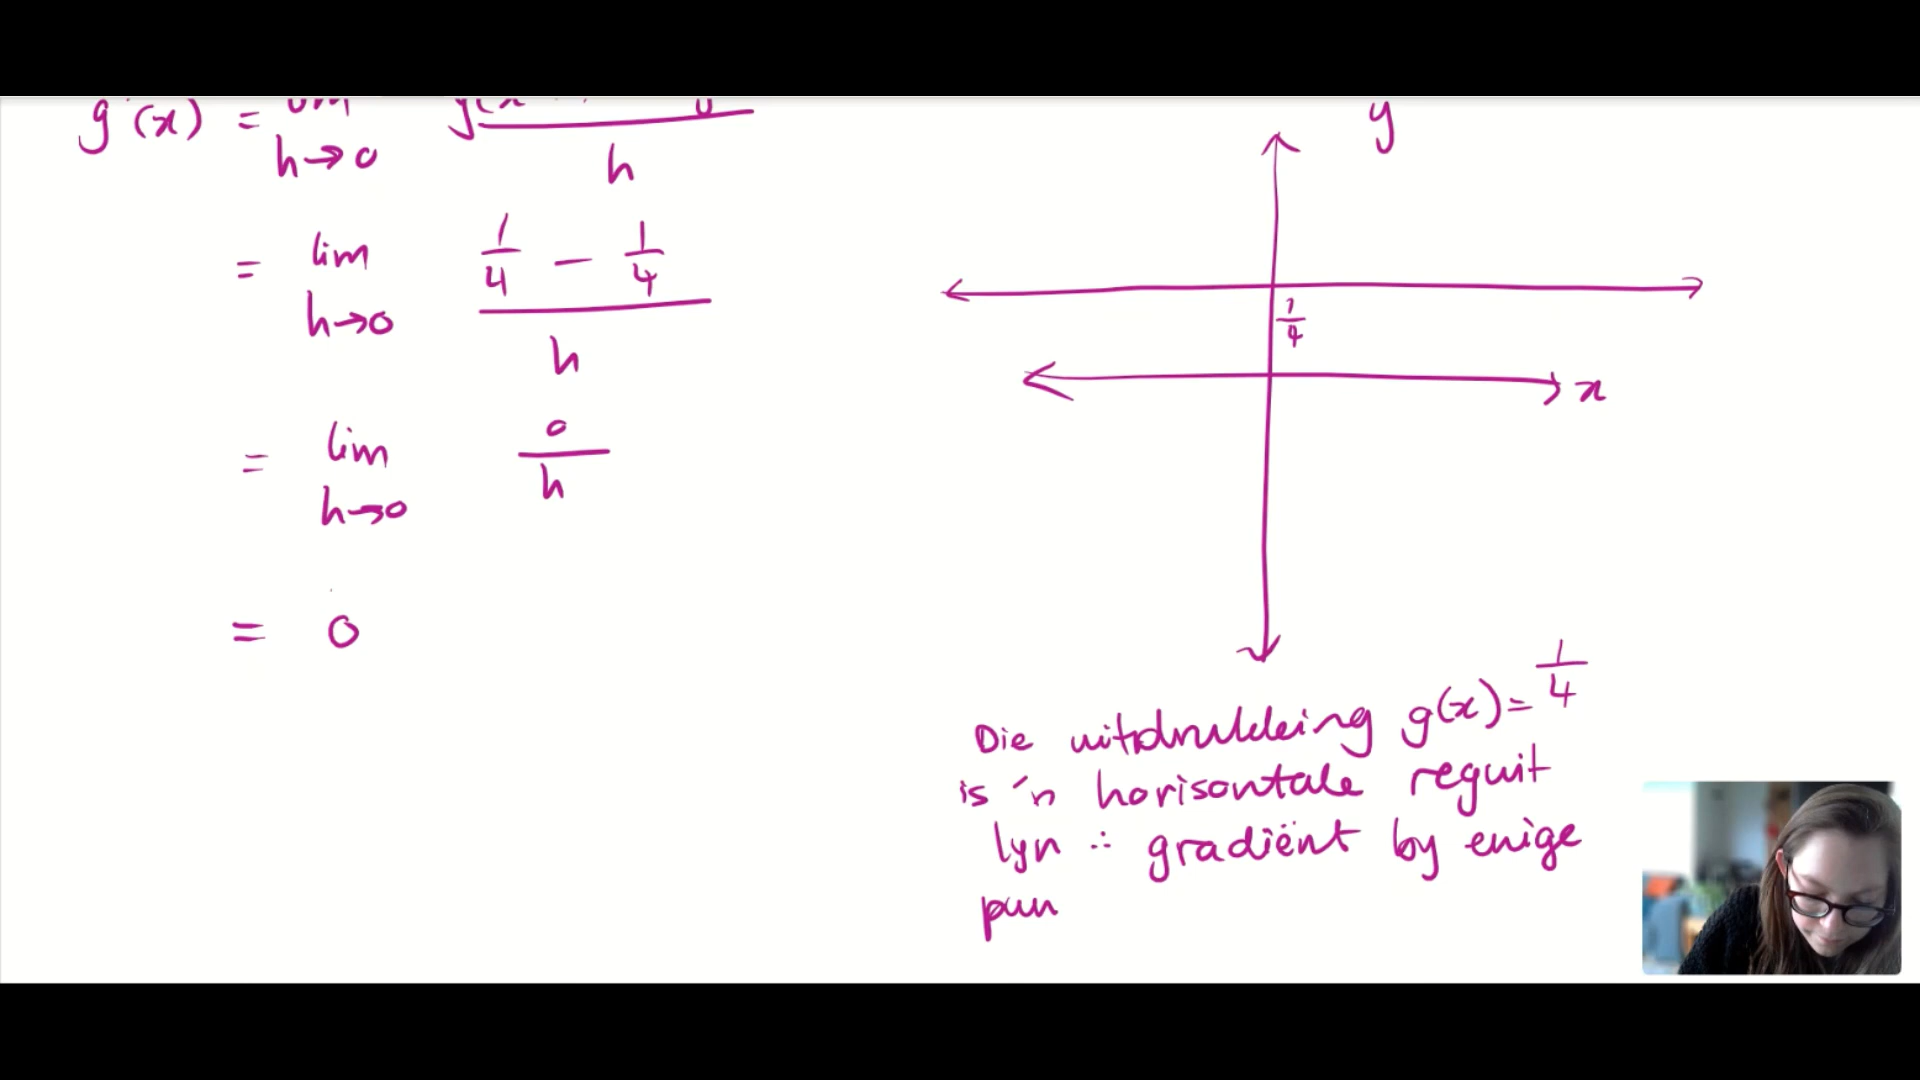 g'(x) = lim g(x
h→0 h
= lim 1/4 - 1/4
h→0 h
= lim 0/h
h→0
= 0
y
1/4
x
Die uitdrukking g(x) = 1/4
is 'n horisontale reguit
lyn ∴ gradiënt by enige
pun